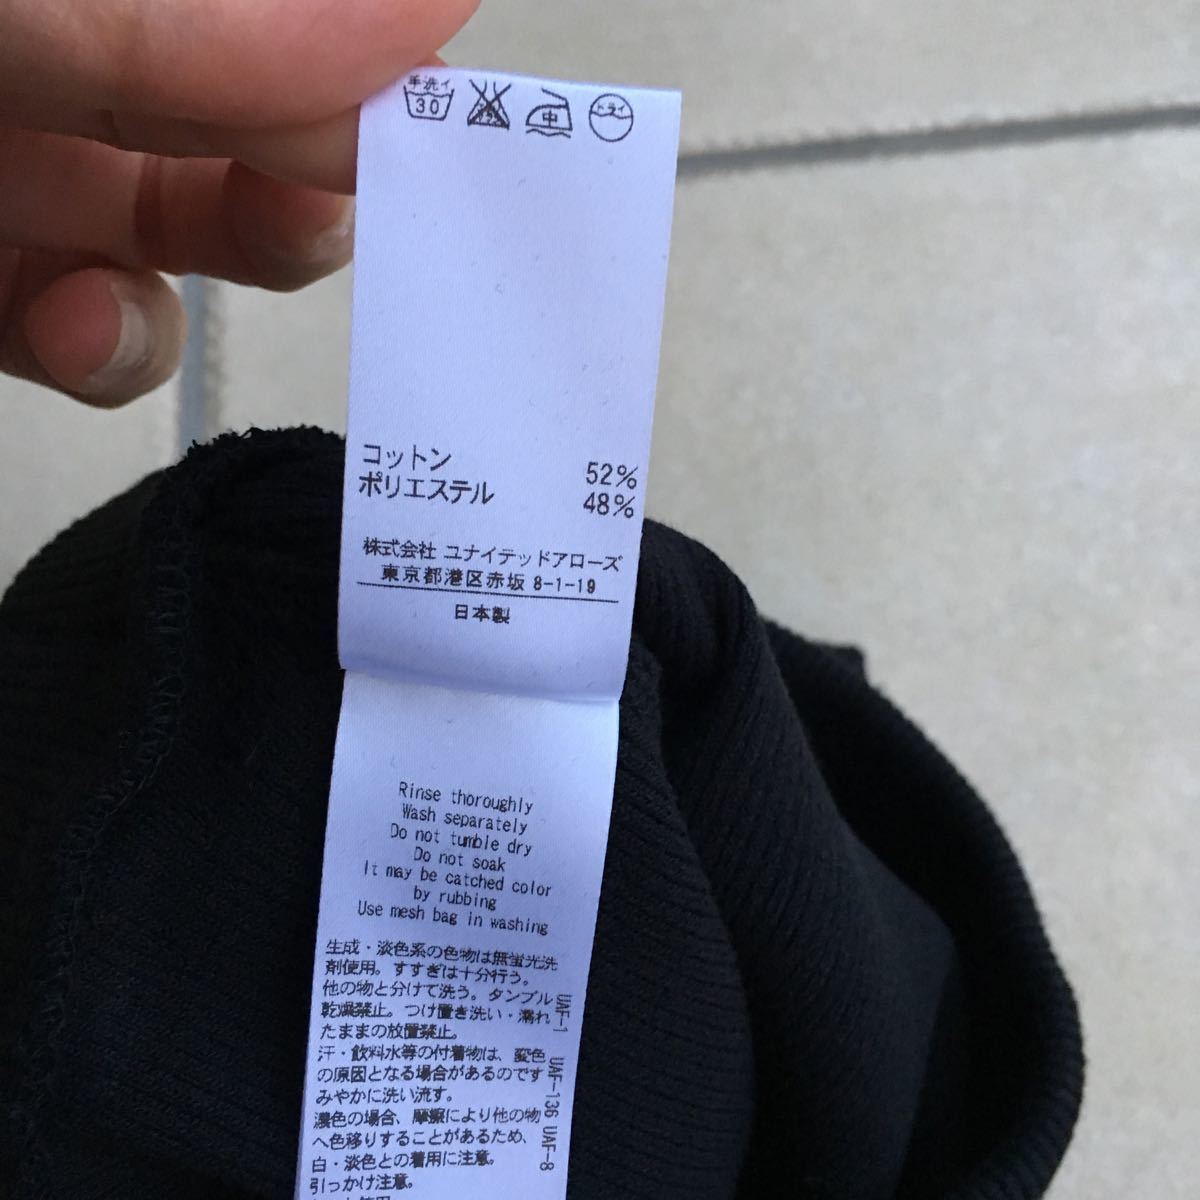 手洗イ
30
中
ドライ
コットン 52%
ポリエステル 48%
株式会社 ユナイテッドアローズ
東京都港区赤坂 8-1-19
日本製
Rinse thoroughly
Wash separately
Do not tumble dry
Do not soak
It may be catched color
by rubbing
Use mesh bag in washing
生成・淡色系の色物は無蛍光洗
剤使用。すすぎは十分行う。
他の物と分けて洗う。タンブル
乾燥禁止。つけ置き洗い・濡れ
たままの放置禁止。
汗・飲料水等の付着物は、変色
の原因となる場合があるのです
みやかに洗い流す。
濃色の場合、摩擦により他の物
へ色移りすることがあるため、
白・淡色との着用に注意。
引っかけ注意。
UAF-1 UAF-136 UAF-8